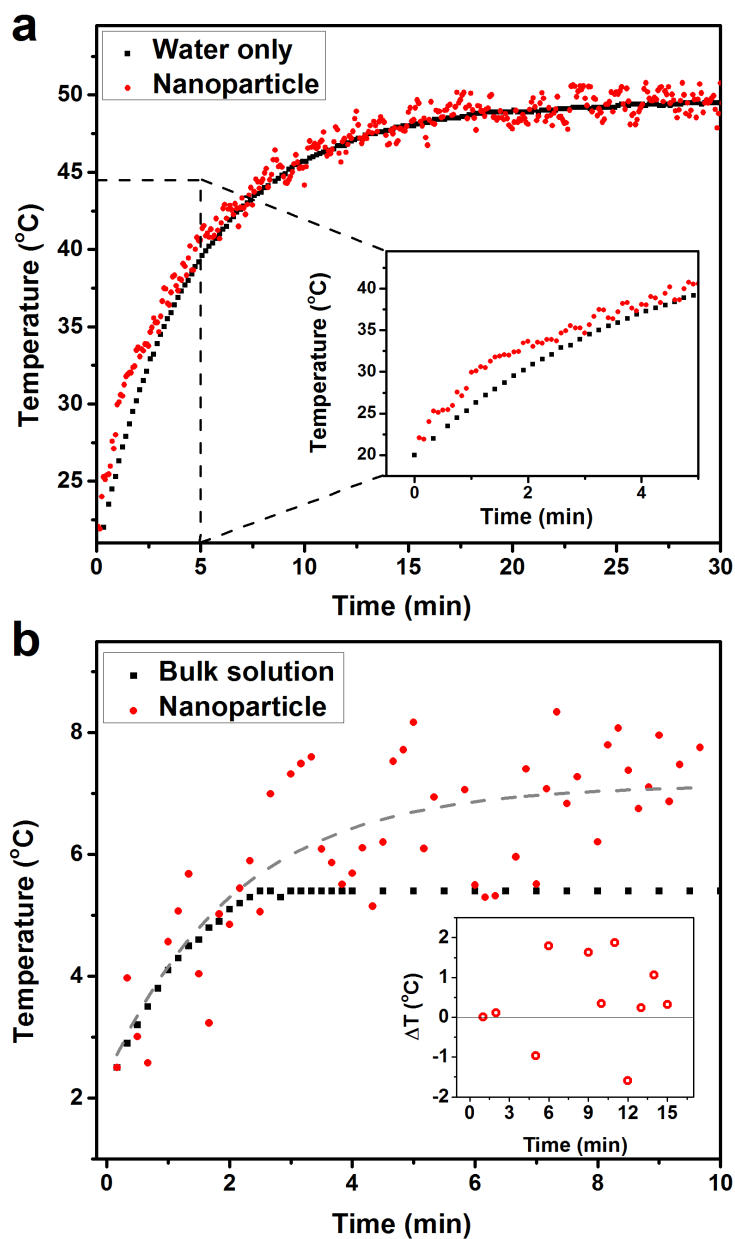 a
Water only
Nanoparticle
50
45
40
35
30
25
Temperature (°C)
0 5 10 15 20 25 30
Time (min)
40
35
30
25
20
Temperature (°C)
0 2 4
Time (min)
b
Bulk solution
Nanoparticle
8
6
4
2
Temperature (°C)
0 2 4 6 8 10
Time (min)
2
1
0
-1
-2
ΔT (°C)
0 3 6 9 12 15
Time (min)